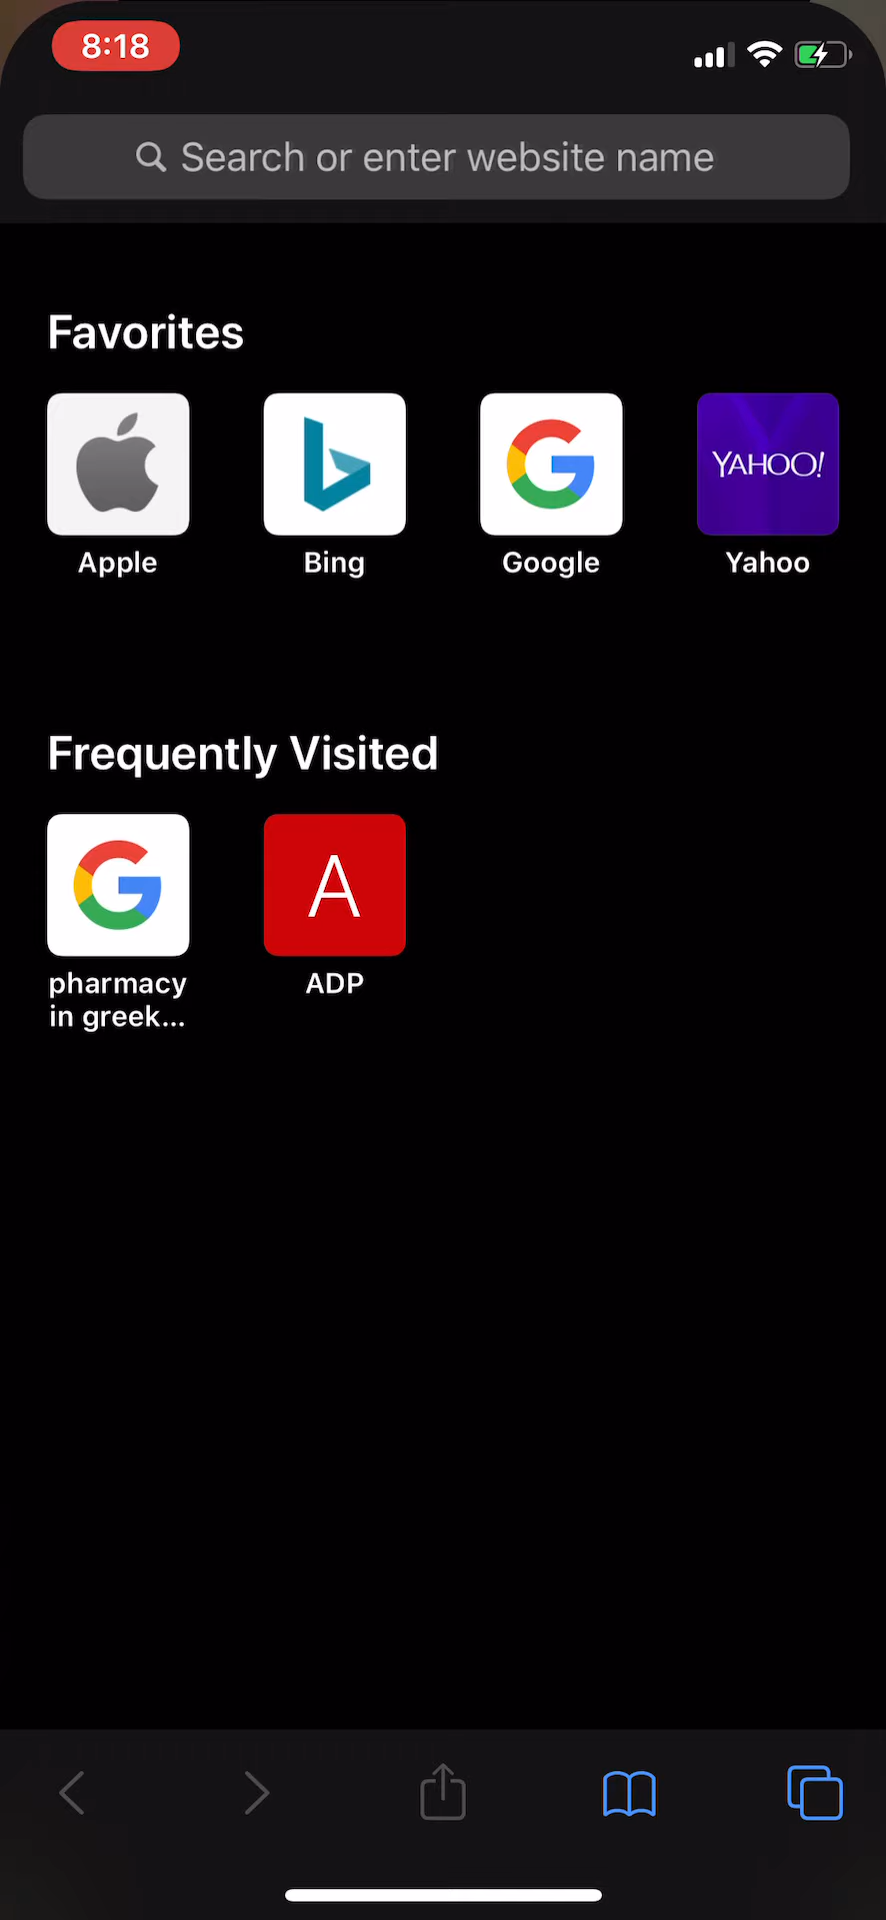 8:18
Search or enter website name
Favorites
YAHOO!
Apple
Bing
Google
Yahoo
Frequently Visited
A
pharmacy
in greek...
ADP